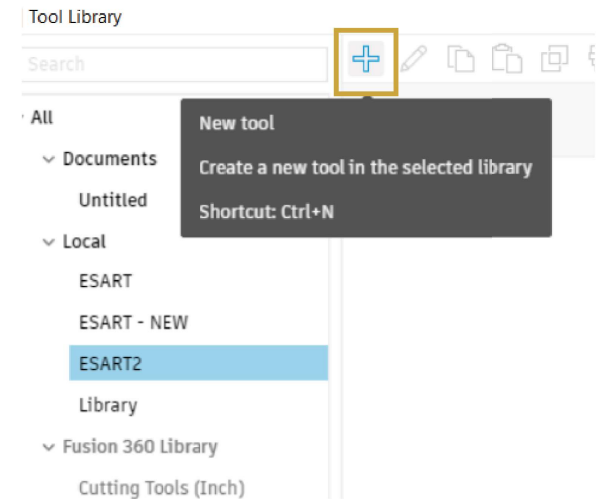 Tool Library
Search
All
New tool
Documents
Create a new tool in the selected library
Untitled
Shortcut: Ctrl+N
Local
ESART
ESART - NEW
ESART2
Library
Fusion 360 Library
Cutting Tools (Inch)